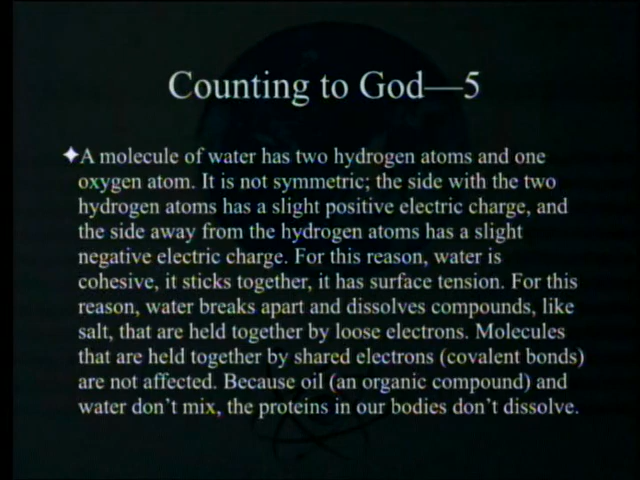 Counting to God—5
✦A molecule of water has two hydrogen atoms and one
oxygen atom. It is not symmetric; the side with the two
hydrogen atoms has a slight positive electric charge, and
the side away from the hydrogen atoms has a slight
negative electric charge. For this reason, water is
cohesive, it sticks together, it has surface tension. For this
reason, water breaks apart and dissolves compounds, like
salt, that are held together by loose electrons. Molecules
that are held together by shared electrons (covalent bonds)
are not affected. Because oil (an organic compound) and
water don’t mix, the proteins in our bodies don’t dissolve.